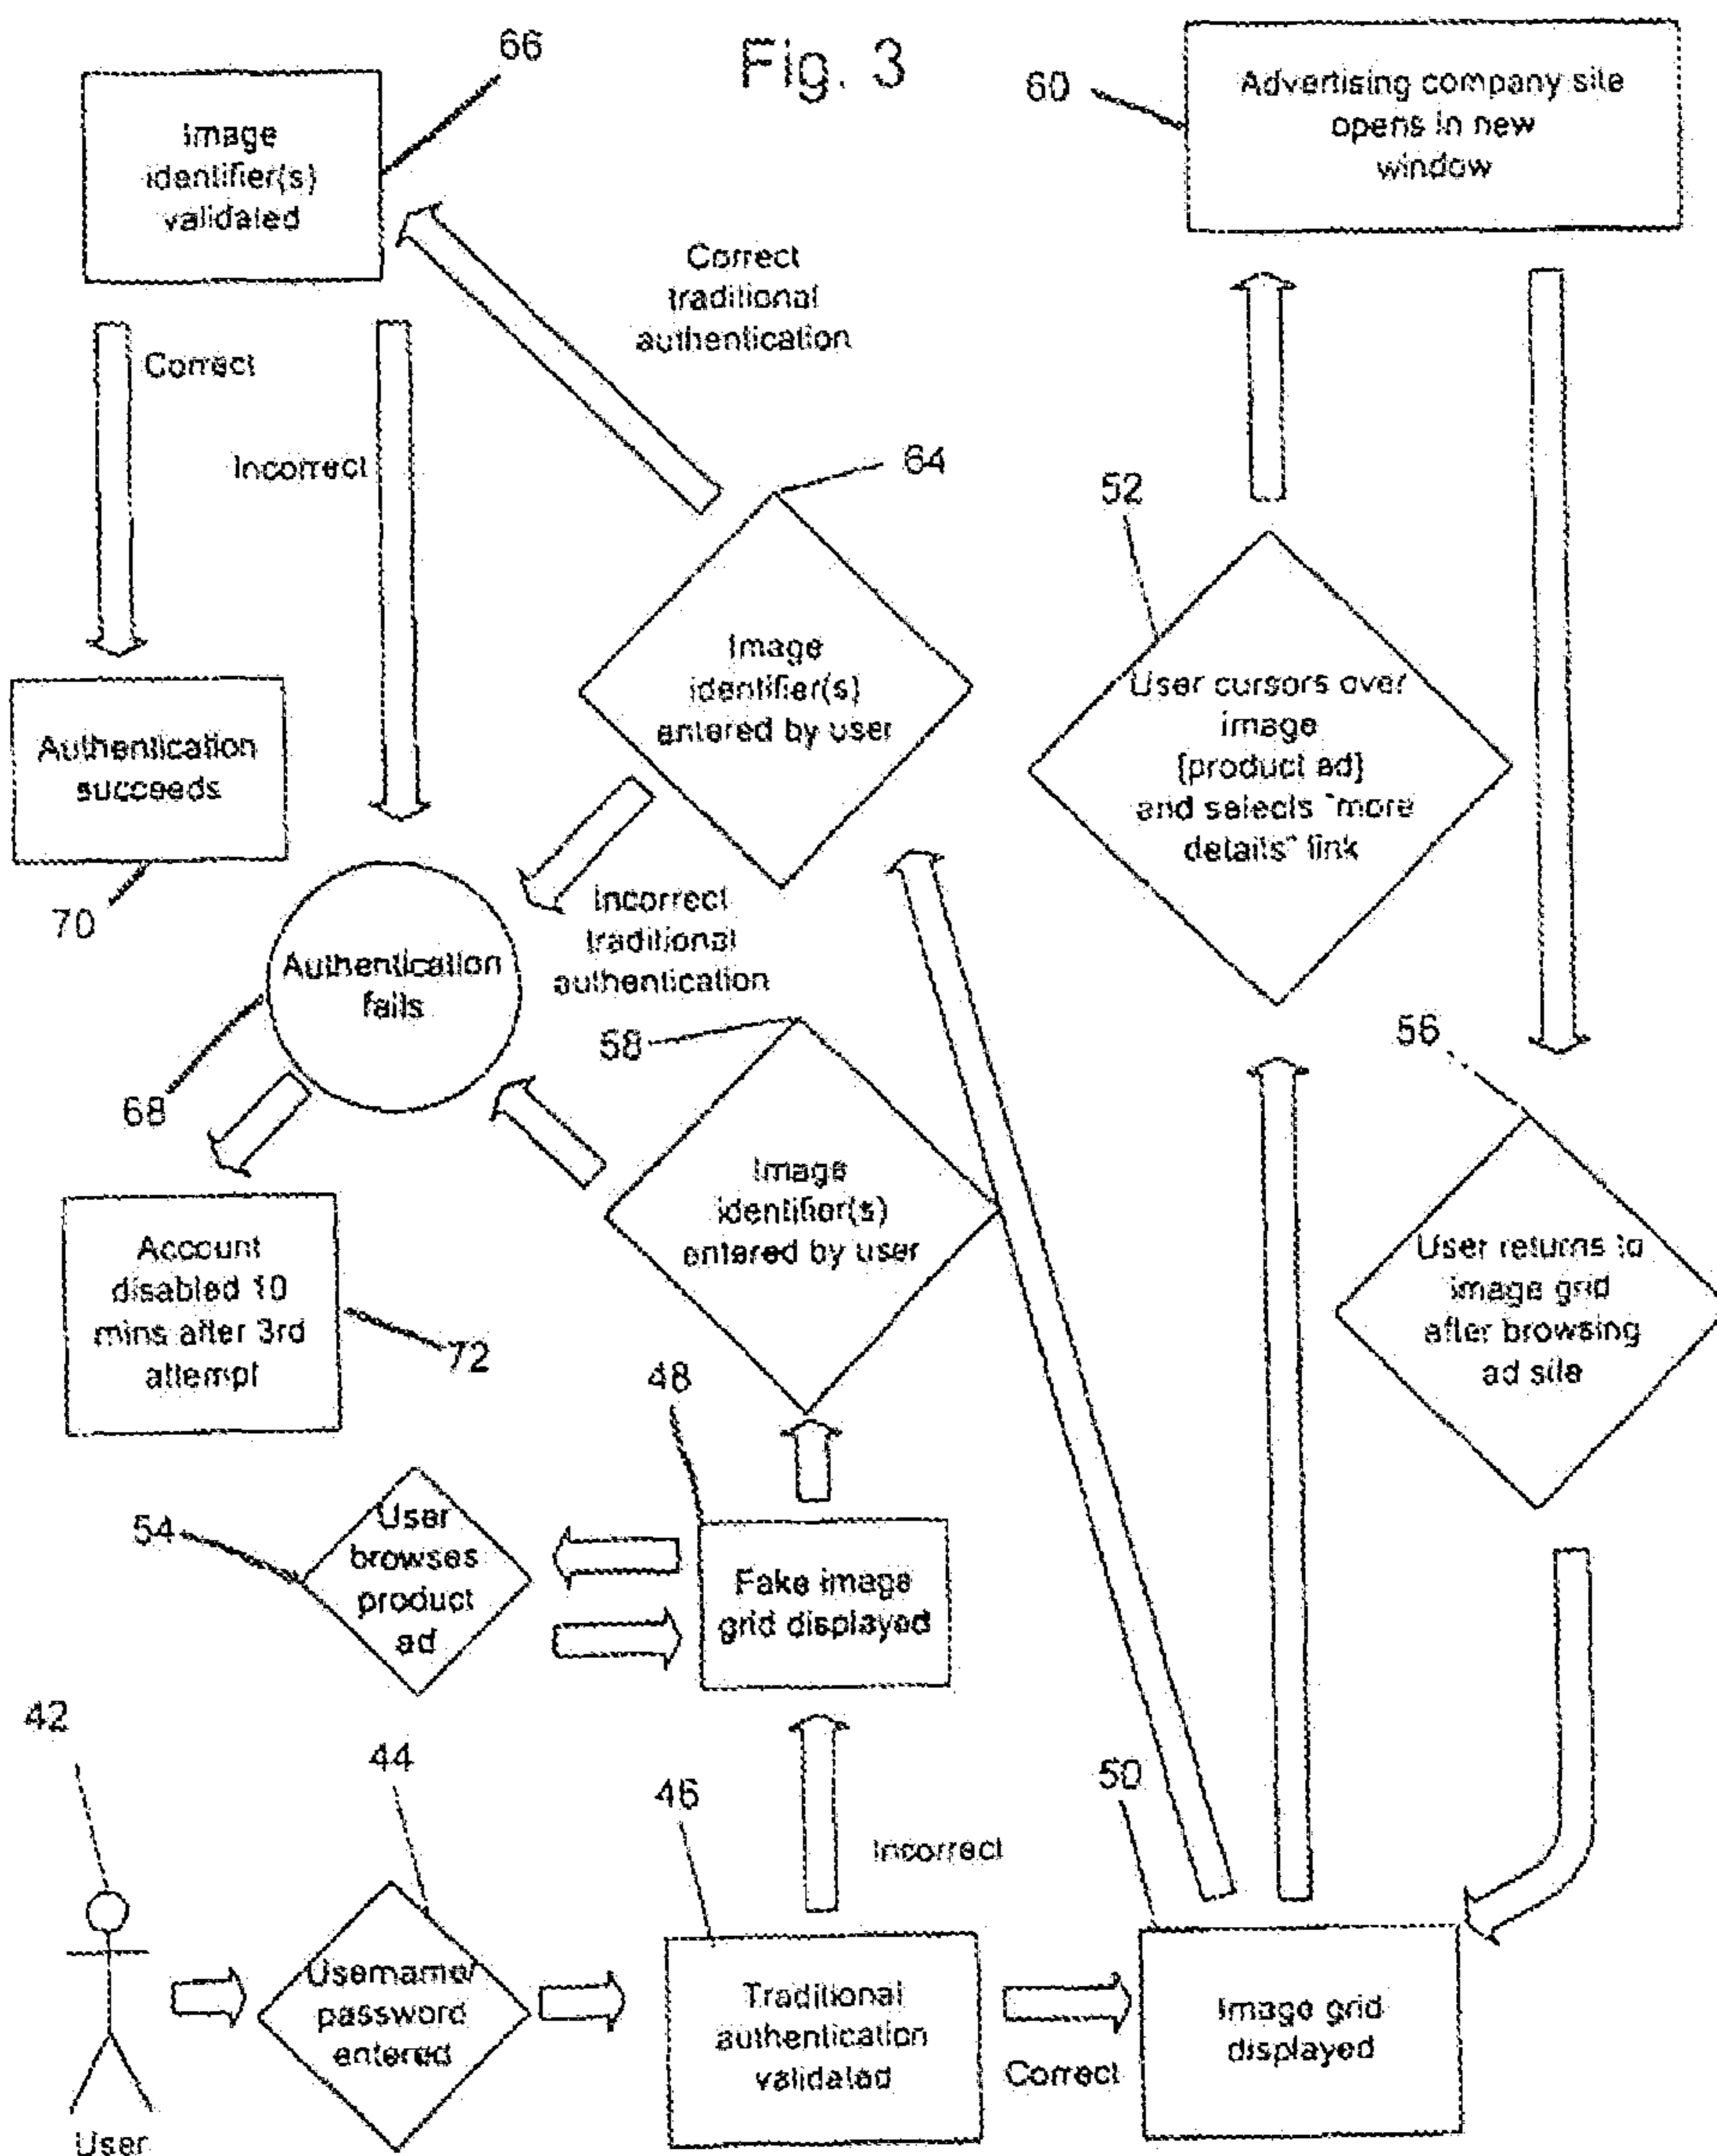 Fig. 3
66
Image
identifier(s)
validated
60
Advertising company site
opens in new
window
Correct
traditional
authentication
Correct
Incorrect
64
52
Image
identifier(s)
entered by user
User cursors over
image
[product ad]
and selects "more
details" link
Authentication
succeeds
70
Incorrect
traditional
authentication
Authentication
fails
68
58
56
Image
identifier(s)
entered by user
User returns to
image grid
after browsing
ad site
Account
disabled 10
mins after 3rd
attempt
72
48
54
User
browses
product
ad
Fake image
grid displayed
42
44
46
50
Incorrect
Username/
password
entered
Traditional
authentication
validated
Correct
Image grid
displayed
User